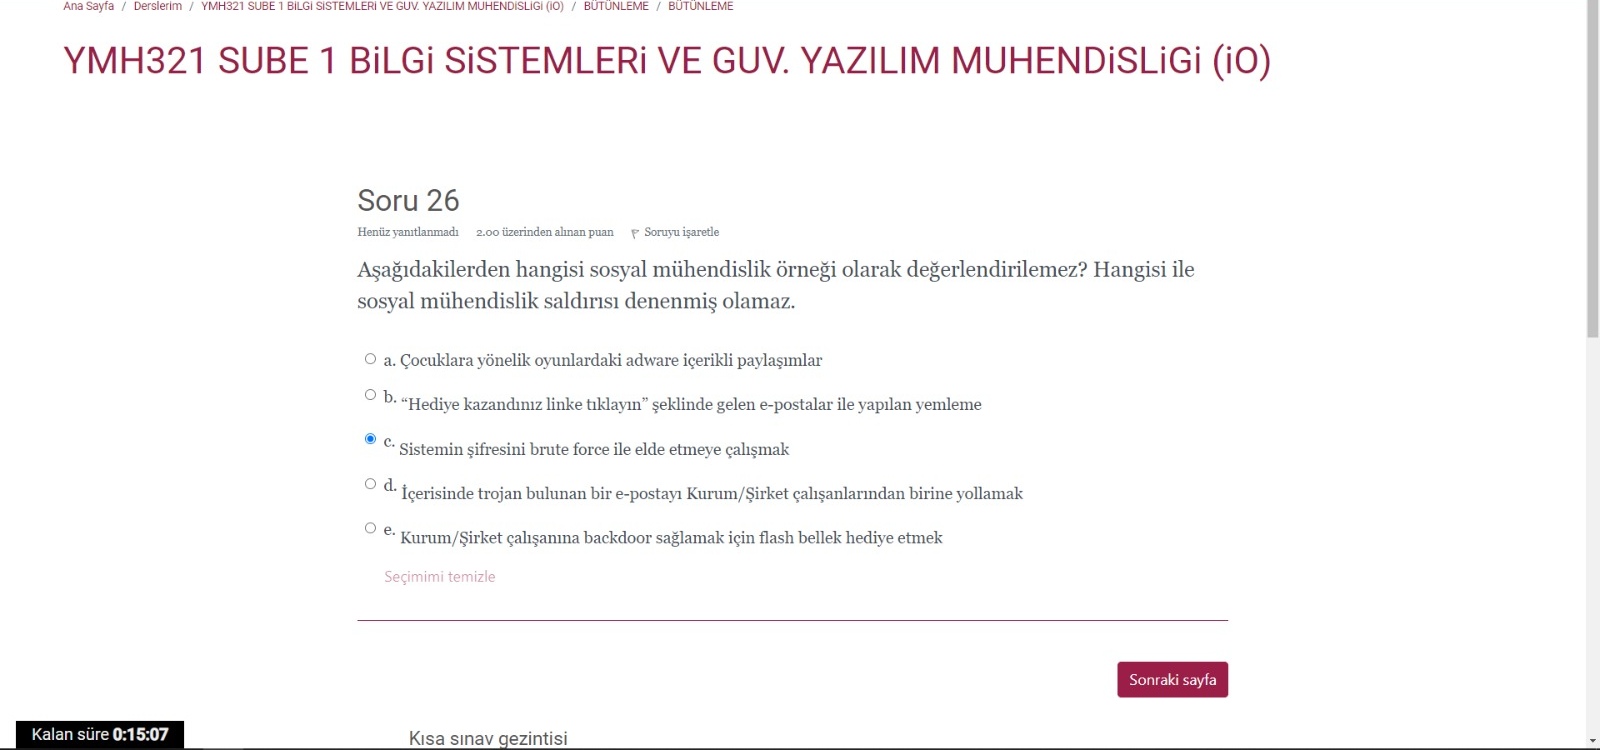 Ana Sayfa / Derslerim / YMH321 SUBE 1 BiLGi SiSTEMLERi VE GUV. YAZILIM MUHENDiSLiGi (iO) / BÜTÜNLEME / BÜTÜNLEME
YMH321 SUBE 1 BiLGi SiSTEMLERi VE GUV. YAZILIM MUHENDiSLiGi (iO)
Soru 26
Henüz yanıtlanmadı 2.00 üzerinden alınan puan Soruyu işaretle
Aşağıdakilerden hangisi sosyal mühendislik örneği olarak değerlendirilemez? Hangisi ile
sosyal mühendislik saldırısı denenmiş olamaz.
a. Çocuklara yönelik oyunlardaki adware içerikli paylaşımlar
b. “Hediye kazandınız linke tıklayın” şeklinde gelen e-postalar ile yapılan yemleme
c. Sistemin şifresini brute force ile elde etmeye çalışmak
d. İçerisinde trojan bulunan bir e-postayı Kurum/Şirket çalışanlarından birine yollamak
e. Kurum/Şirket çalışanına backdoor sağlamak için flash bellek hediye etmek
Seçimimi temizle
Sonraki sayfa
Kalan süre 0:15:07
Kısa sınav gezintisi